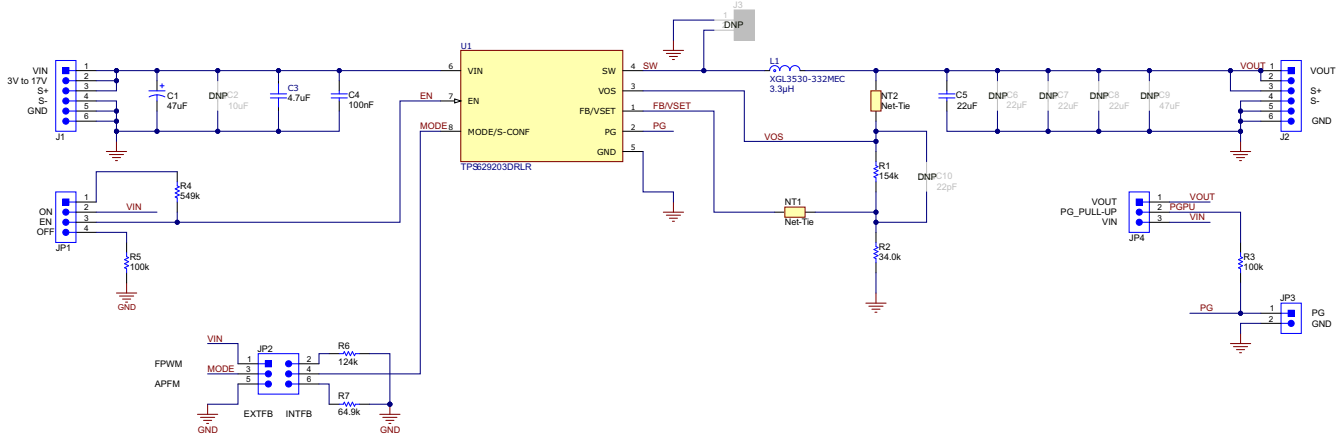 J3
1
DNP
U1
VIN
3V to 17V
S+
S-
GND
1
2
3
4
5
6
J1
C1
47uF
DNP
C2
10uF
C3
4.7uF
C4
100nF
EN
MODE
6
7
8
VIN
EN
MODE/S-CONF
SW
VOS
FB/VSET
PG
GND
4
3
1
2
5
TPS629203DRLR
SW
FB/VSET
PG
VOS
L1
XGL3530-332MEC
3.3µH
NT2
Net-Tie
R1
154k
DNP
C10
22pF
NT1
Net-Tie
R2
34.0k
C5
22uF
DNP
C6
22µF
DNP
C7
22uF
DNP
C8
22uF
DNP
C9
47uF
VOUT
1
2
3
4
5
6
VOUT
S+
S-
GND
J2
R4
549k
ON
EN
OFF
1
2
3
4
VIN
JP1
R5
100k
GND
VOUT
PG_PULL-UP
VIN
1
2
3
VOUT
PGPU
VIN
JP4
R3
100k
PG
JP3
1
2
PG
GND
VIN
JP2
FPWM
MODE
APFM
1
3
5
2
4
6
R6
124k
R7
64.9k
GND
EXTFB
INTFB
GND